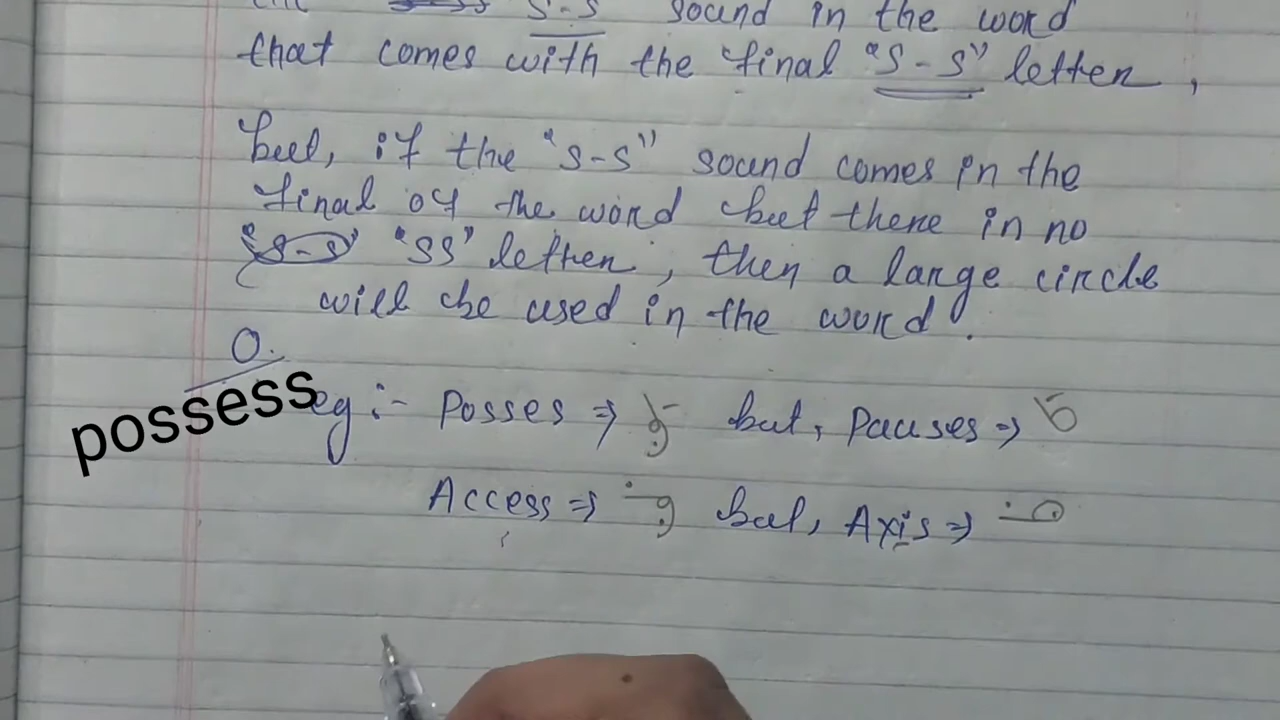 the S-S sound in the word
that comes with the final "S-S" letter,
but, if the "S-S" sound comes in the
final of the word but there in no
"SS" letter, then a large circle
will be used in the word.
O.
possess
eg :- Posses ⇒ but, Pauses ⇒
Access ⇒ but, Axis ⇒